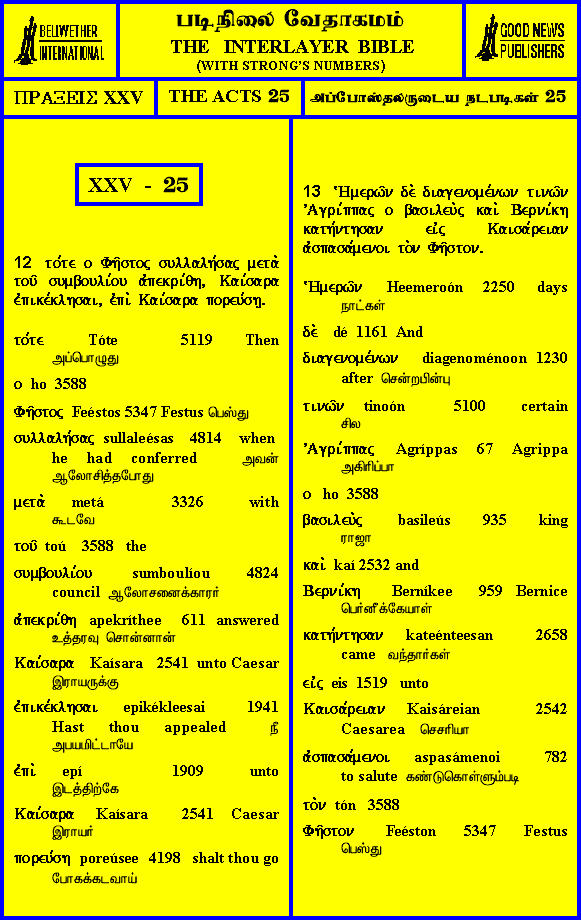 BELLWETHER
INTERNATIONAL
படிநிலை வேதாகமம்
THE INTERLAYER BIBLE
(WITH STRONG'S NUMBERS)
GOOD NEWS
PUBLISHERS
ΠΡΑΞΕΙΣ XXV
THE ACTS 25
அப்போஸ்தலருடைய நடபடிகள் 25
XXV - 25
12 τότε ο Φῆστος συλλαλήσας μετὰ
τοῦ συμβουλίου ἀπεκρίθη, Καίσαρα
ἐπικέκλησαι, ἐπὶ Καίσαρα πορεύσῃ.
τότε Tóte 5119 Then
அப்பொழுது
ο ho 3588
Φῆστος Feéstos 5347 Festus பெஸ்து
συλλαλήσας sullaleésas 4814 when
he had conferred அவன்
ஆலோசித்தபோது
μετὰ metá 3326 with
கூடவே
τοῦ toú 3588 the
συμβουλίου sumboulíou 4824
council ஆலோசனைக்காரர்
ἀπεκρίθη apekríthee 611 answered
உத்தரவு சொன்னான்
Καίσαρα Kaísara 2541 unto Caesar
இராயருக்கு
ἐπικέκλησαι epikékleesai 1941
Hast thou appealed நீ
அபயமிட்டாயே
ἐπὶ epí 1909 unto
இடத்திற்கே
Καίσαρα Kaísara 2541 Caesar
இராயர்
πορεύσῃ poreúsee 4198 shalt thou go
போகக்கடவாய்
13 Ἡμερῶν δὲ διαγενομένων τινῶν
Ἀγρίππας ο βασιλεὺς καὶ Βερνίκη
κατήντησαν εἰς Καισάρειαν
ἀσπασάμενοι τὸν Φῆστον.
Ἡμερῶν Heemeroón 2250 days
நாட்கள்
δὲ dé 1161 And
διαγενομένων diagenoménoon 1230
after சென்றபின்பு
τινῶν tinoón 5100 certain
சில
Ἀγρίππας Agríppas 67 Agrippa
அகிரிப்பா
ο ho 3588
βασιλεὺς basileús 935 king
ராஜா
καὶ kaí 2532 and
Βερνίκη Berníkee 959 Bernice
பெர்னீக்கேயாள்
κατήντησαν kateénteesan 2658
came வந்தார்கள்
εἰς eis 1519 unto
Καισάρειαν Kaisáreian 2542
Caesarea செசரியா
ἀσπασάμενοι aspasámenoi 782
to salute கண்டுகொள்ளும்படி
τὸν tón 3588
Φῆστον Feéston 5347 Festus
பெஸ்து